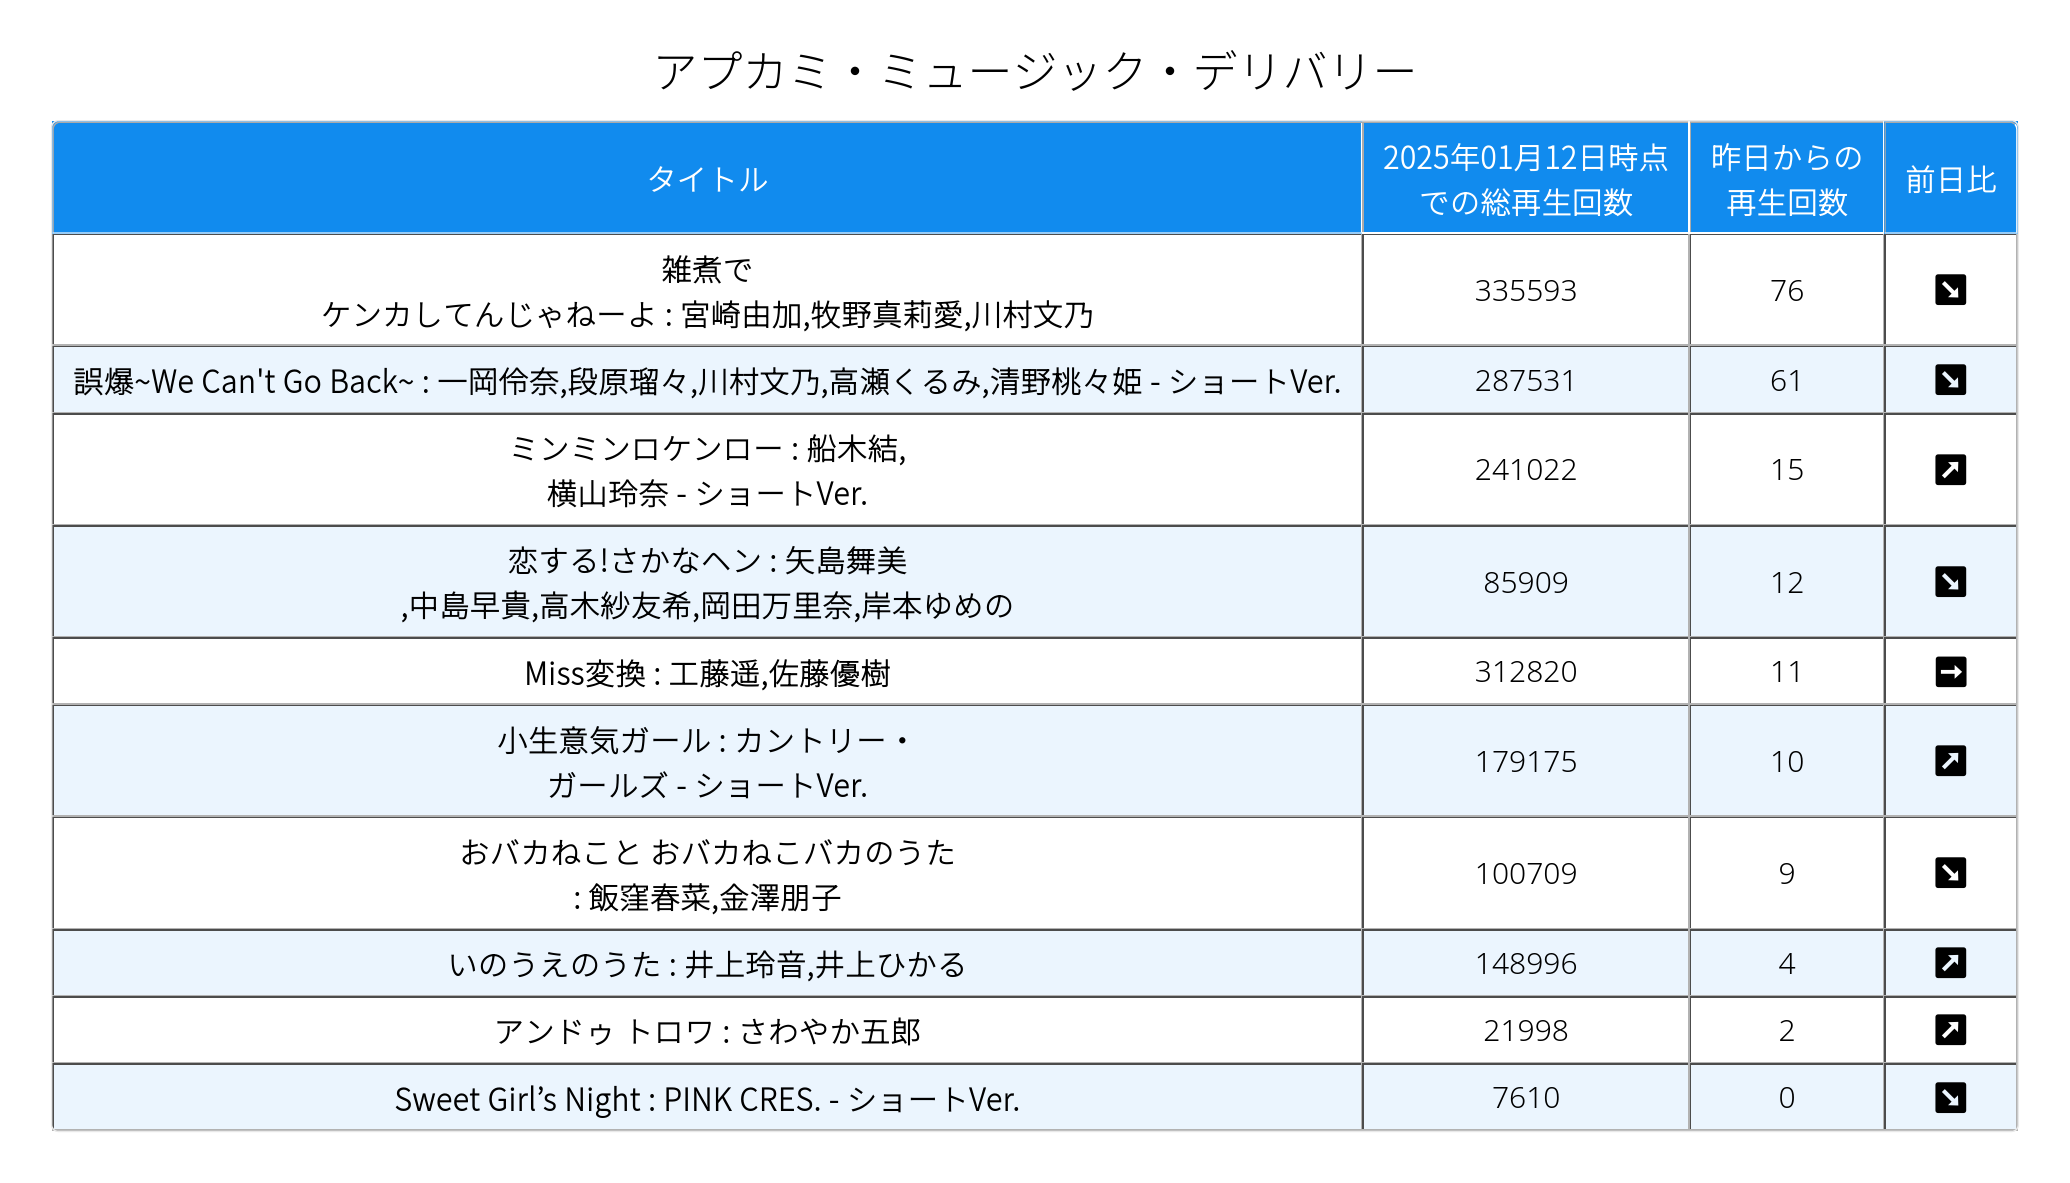 アプカミ・ミュージック・デリバリー
タイトル
2025年01月12日時点
での総再生回数
昨日からの
再生回数
前日比
雑煮で
ケンカしてんじゃねーよ : 宮崎由加,牧野真莉愛,川村文乃
335593
76
誤爆~We Can't Go Back~ : 一岡伶奈,段原瑠々,川村文乃,高瀬くるみ,清野桃々姫 - ショートVer.
287531
61
ミンミンロケンロー : 船木結,
横山玲奈 - ショートVer.
241022
15
恋する!さかなヘン : 矢島舞美
,中島早貴,高木紗友希,岡田万里奈,岸本ゆめの
85909
12
Miss変換 : 工藤遥,佐藤優樹
312820
11
小生意気ガール : カントリー・
ガールズ - ショートVer.
179175
10
おバカねこと おバカねこバカのうた
: 飯窪春菜,金澤朋子
100709
9
いのうえのうた : 井上玲音,井上ひかる
148996
4
アンドゥ トロワ : さわやか五郎
21998
2
Sweet Girl’s Night : PINK CRES. - ショートVer.
7610
0